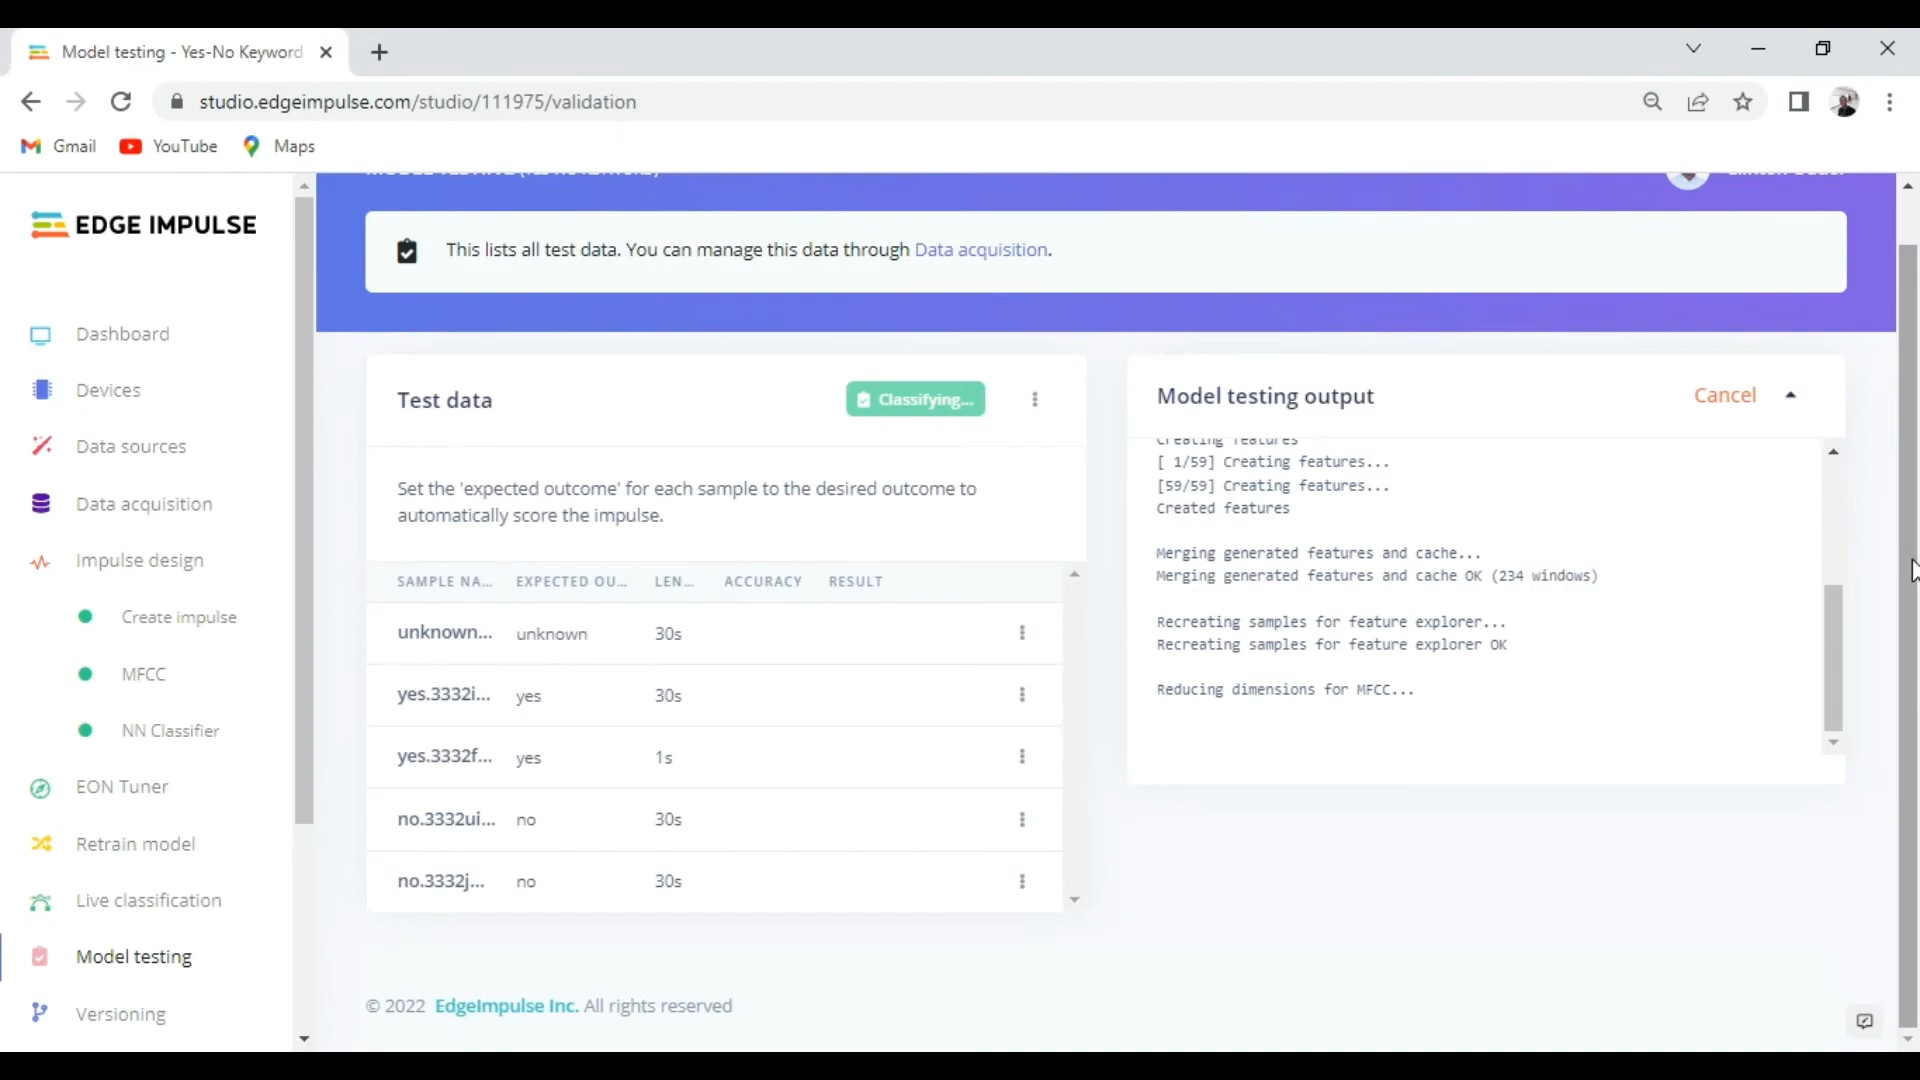 Model testing - Yes-No Keyword
studio.edgeimpulse.com/studio/111975/validation
Gmail YouTube Maps
EDGE IMPULSE
Dashboard
Devices
Data sources
Data acquisition
Impulse design
Create impulse
MFCC
NN Classifier
EON Tuner
Retrain model
Live classification
Model testing
Versioning
This lists all test data. You can manage this data through Data acquisition.
Test data
Classifying...
Set the 'expected outcome' for each sample to the desired outcome to
automatically score the impulse.
SAMPLE NA... EXPECTED OU... LEN... ACCURACY RESULT
unknown... unknown 30s
yes.3332i... yes 30s
yes.3332f... yes 1s
no.3332ui... no 30s
no.3332j... no 30s
Model testing output
Cancel
Creating features
[ 1/59] Creating features...
[59/59] Creating features...
Created features
Merging generated features and cache...
Merging generated features and cache OK (234 windows)
Recreating samples for feature explorer...
Recreating samples for feature explorer OK
Reducing dimensions for MFCC...
© 2022 EdgeImpulse Inc. All rights reserved